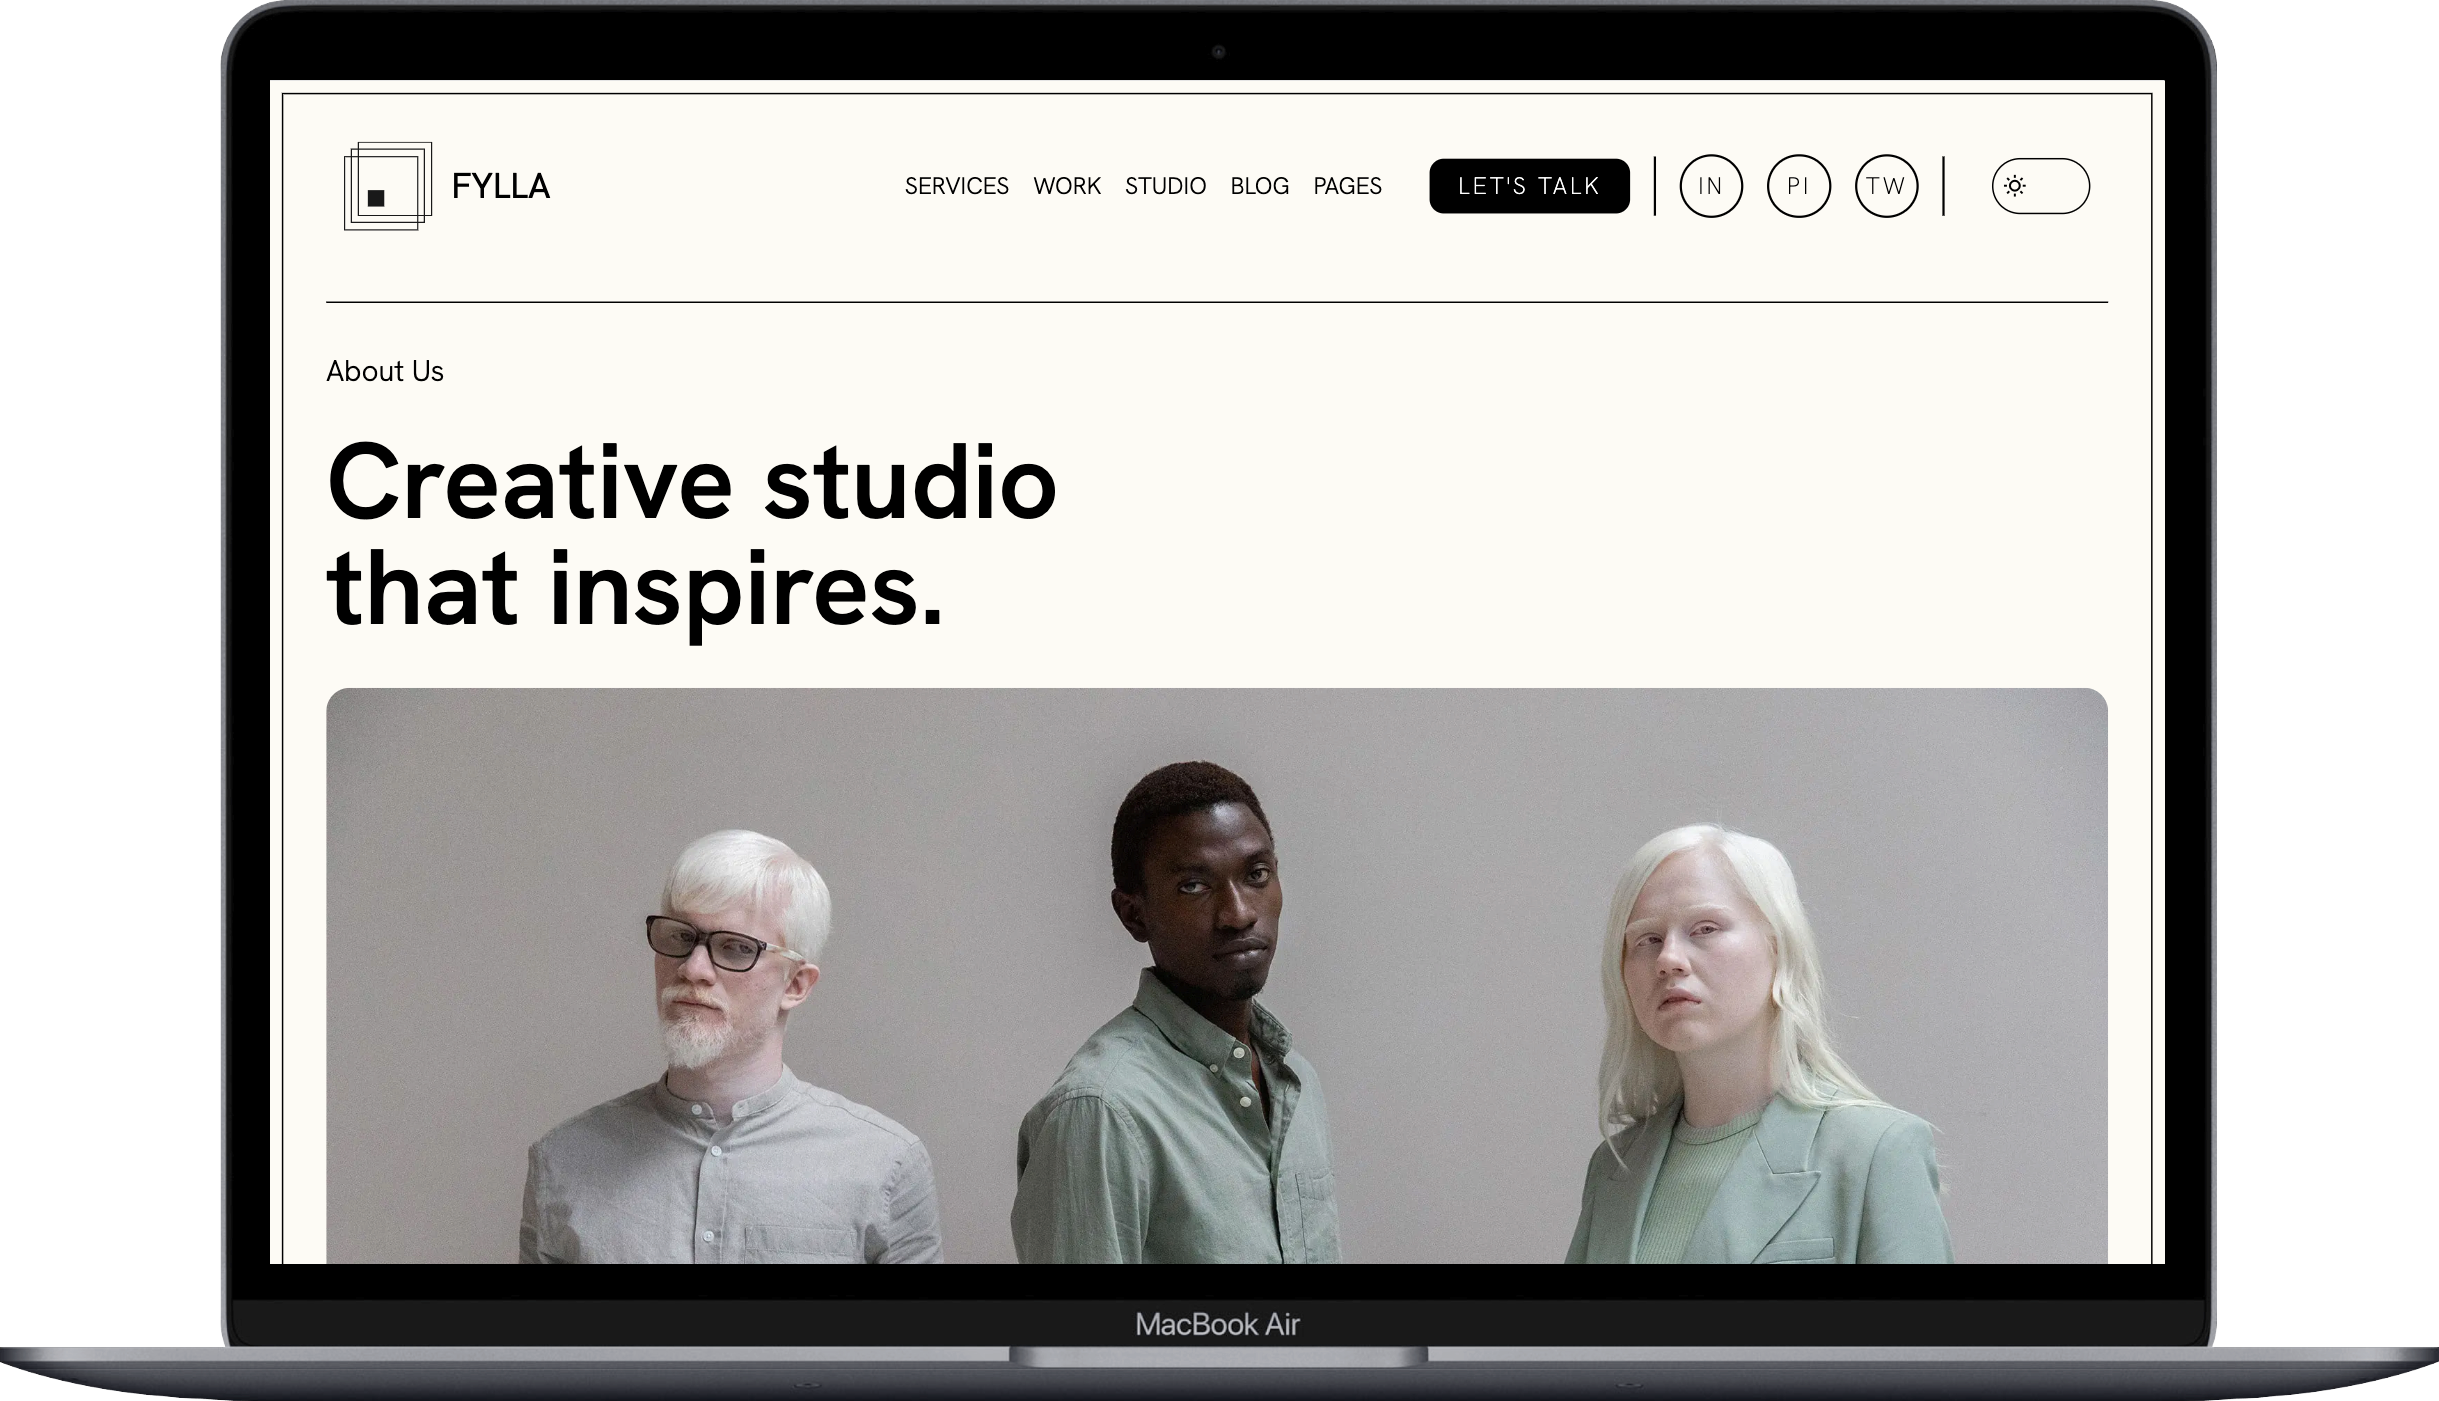 FYLLA
SERVICES WORK STUDIO BLOG PAGES LET'S TALK IN PI TW
About Us
Creative studio
that inspires.
MacBook Air